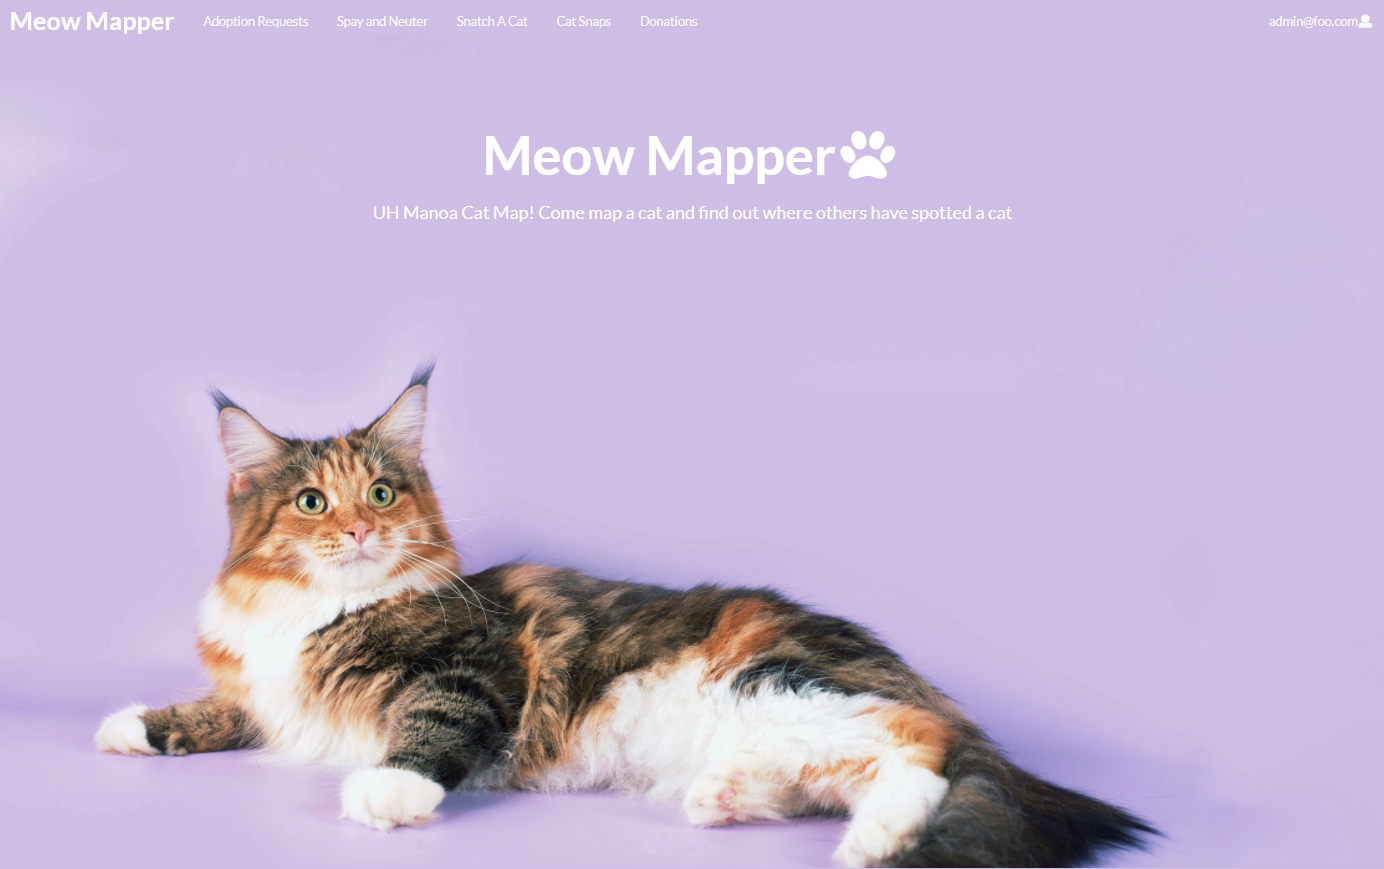 Meow Mapper Adoption Requests Spay and Neuter Snatch A Cat Cat Snaps Donations admin@foo.com
Meow Mapper
UH Manoa Cat Map! Come map a cat and find out where others have spotted a cat